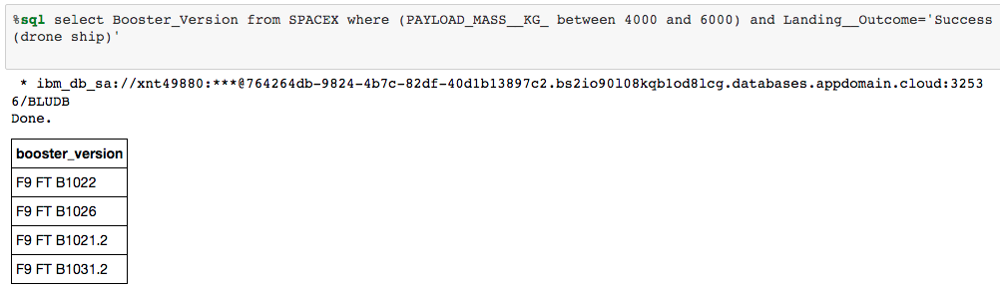 %sql select Booster_Version from SPACEX where (PAYLOAD_MASS__KG_ between 4000 and 6000) and Landing__Outcome='Success
(drone ship)'
* ibm_db_sa://xnt49880:***@764264db-9824-4b7c-82df-40d1b13897c2.bs2io90l08kqb1od8lcg.databases.appdomain.cloud:3253
6/BLUDB
Done.
booster_version
F9 FT B1022
F9 FT B1026
F9 FT B1021.2
F9 FT B1031.2